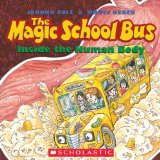 JOANNA COLE & BRUCE DEGEN
The MAGIC SCHOOL BUS
Inside the Human Body
SCHOLASTIC